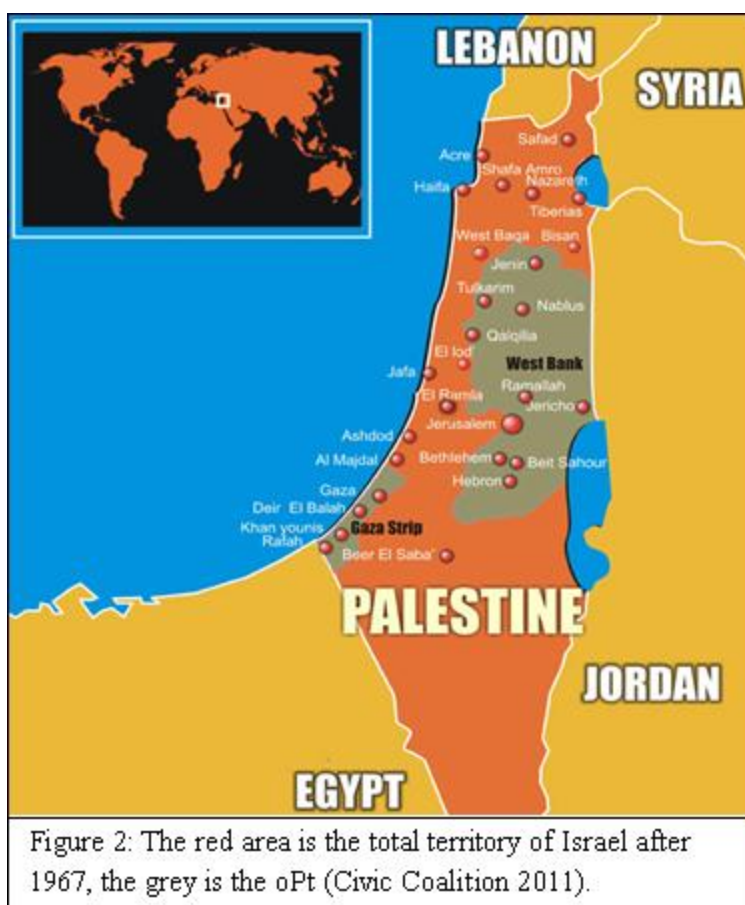 LEBANON
SYRIA
Safad
Acre
Shafa Amro
Nazareth
Haifa
Tiberias
West Baqa
Bisan
Jenin
Tulkarim
Nablus
Qalqilia
El lod
West Bank
Jafa
Ramallah
El Ramla
Jericho
Jerusalem
Ashdod
Al Majdal
Bethlehem
Beit Sahour
Hebron
Gaza
Deir El Balah
Khan younis
Gaza Strip
Rafah
Beer El Saba'
PALESTINE
JORDAN
EGYPT
Figure 2: The red area is the total territory of Israel after
1967, the grey is the oPt (Civic Coalition 2011).